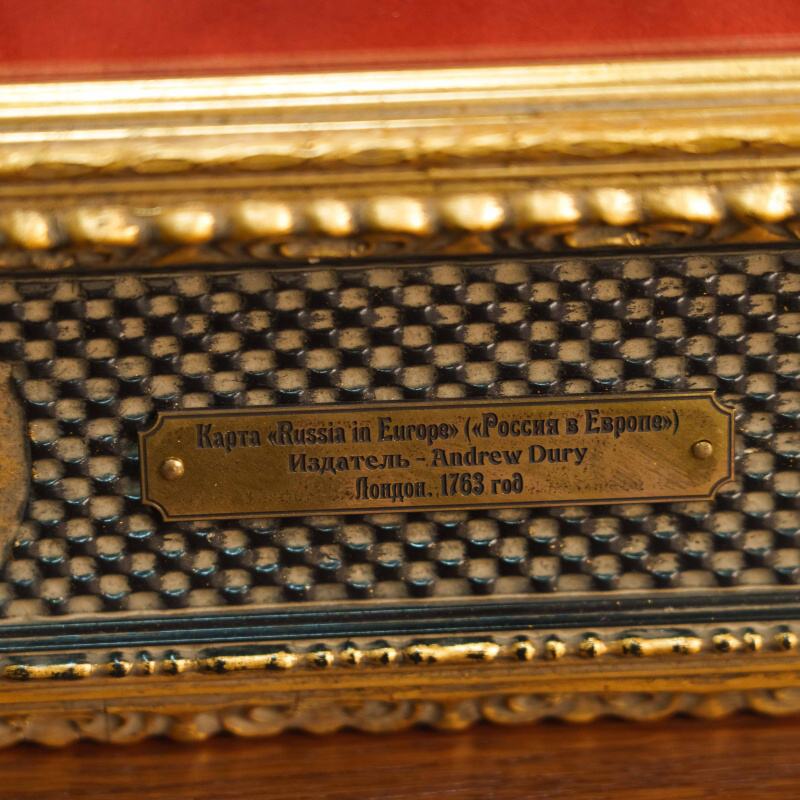 Карта «Russia in Europe» («Россия в Европе»)
Издатель - Andrew Dury
Лондон. 1763 год